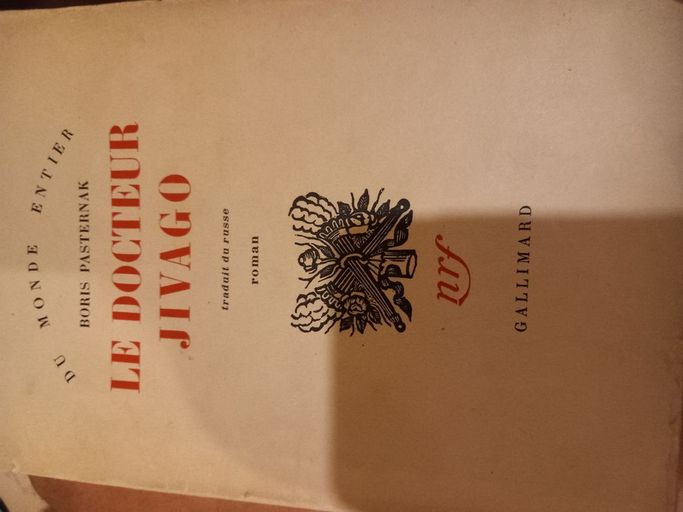 DU MONDE ENTIER
BORIS PASTERNAK
LE DOCTEUR
JIVAGO
traduit du russe
roman
nrf
GALLIMARD